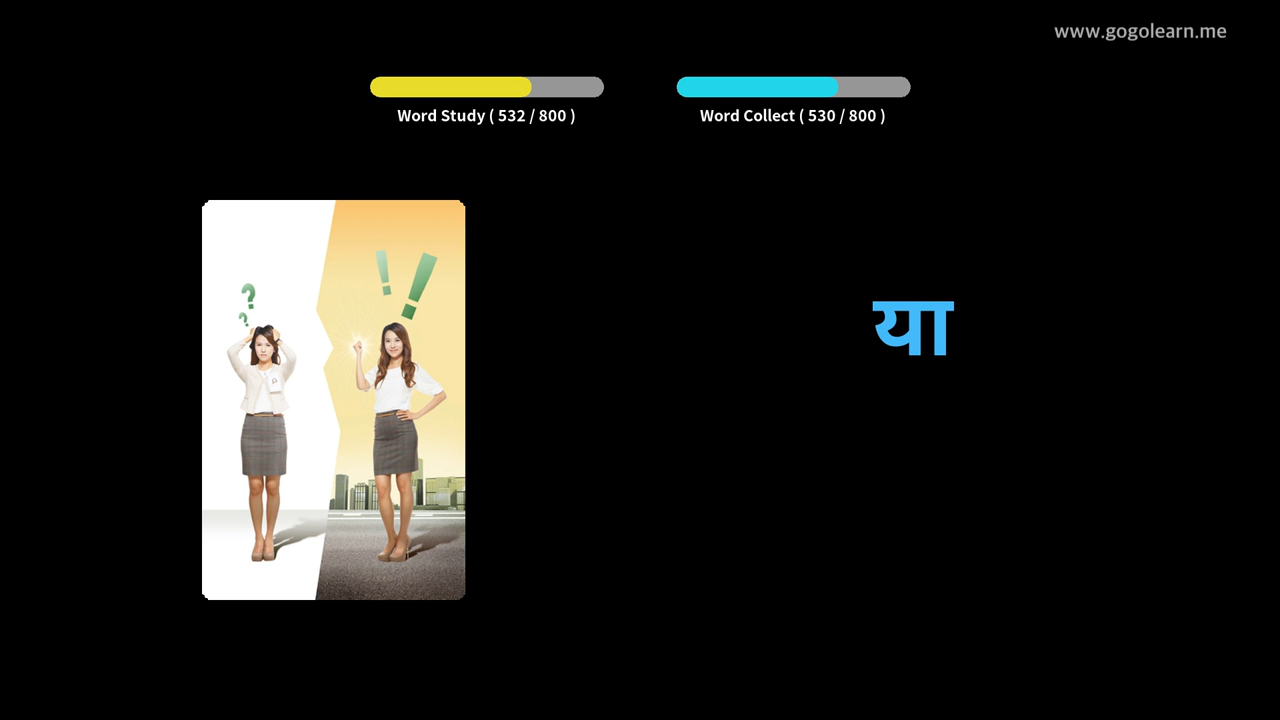 www.gogolearn.me
Word Study ( 532 / 800 )
Word Collect ( 530 / 800 )
? ? ! !
या